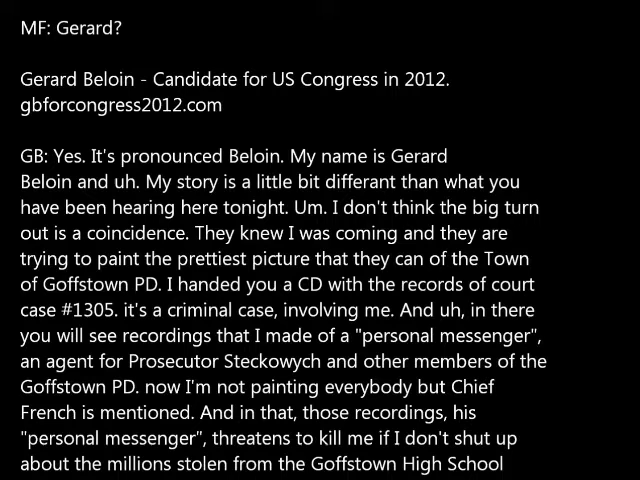 MF: Gerard?
Gerard Beloin - Candidate for US Congress in 2012.
gbforcongress2012.com
GB: Yes. It's pronounced Beloin. My name is Gerard
Beloin and uh. My story is a little bit differant than what you
have been hearing here tonight. Um. I don't think the big turn
out is a coincidence. They knew I was coming and they are
trying to paint the prettiest picture that they can of the Town
of Goffstown PD. I handed you a CD with the records of court
case #1305. it's a criminal case, involving me. And uh, in there
you will see recordings that I made of a "personal messenger",
an agent for Prosecutor Steckowych and other members of the
Goffstown PD. now I'm not painting everybody but Chief
French is mentioned. And in that, those recordings, his
"personal messenger", threatens to kill me if I don't shut up
about the millions stolen from the Goffstown High School